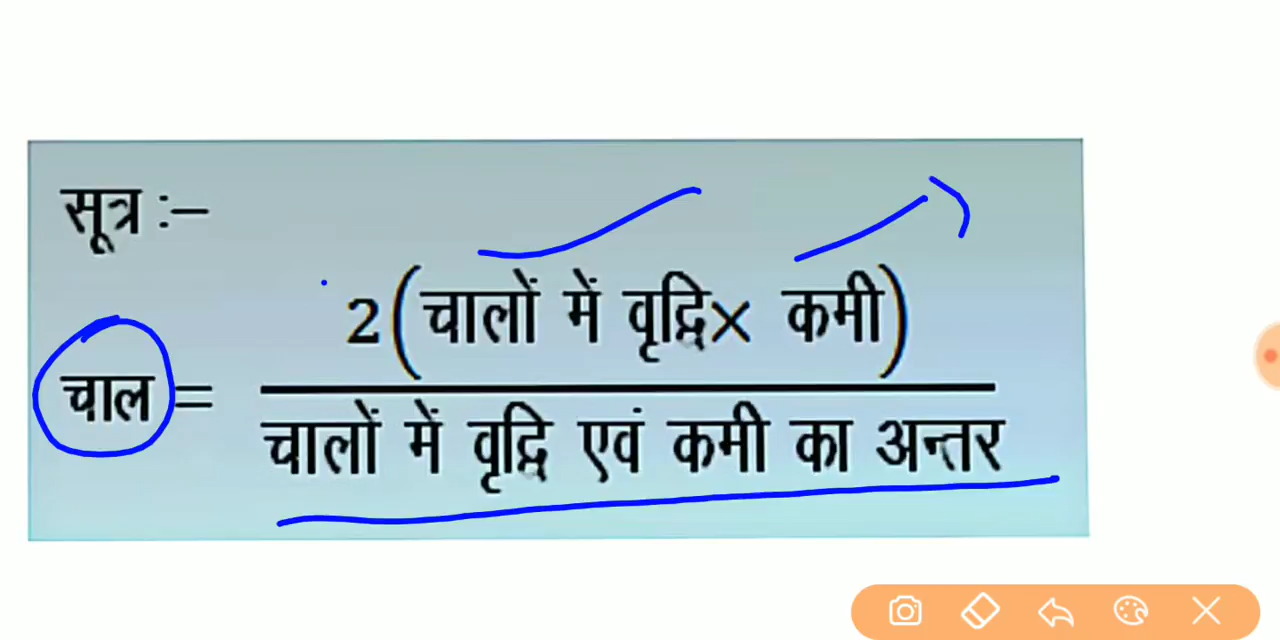 सूत्र :–
2(चालों में वृद्धि× कमी)
चाल =
चालों में वृद्धि एवं कमी का अन्तर